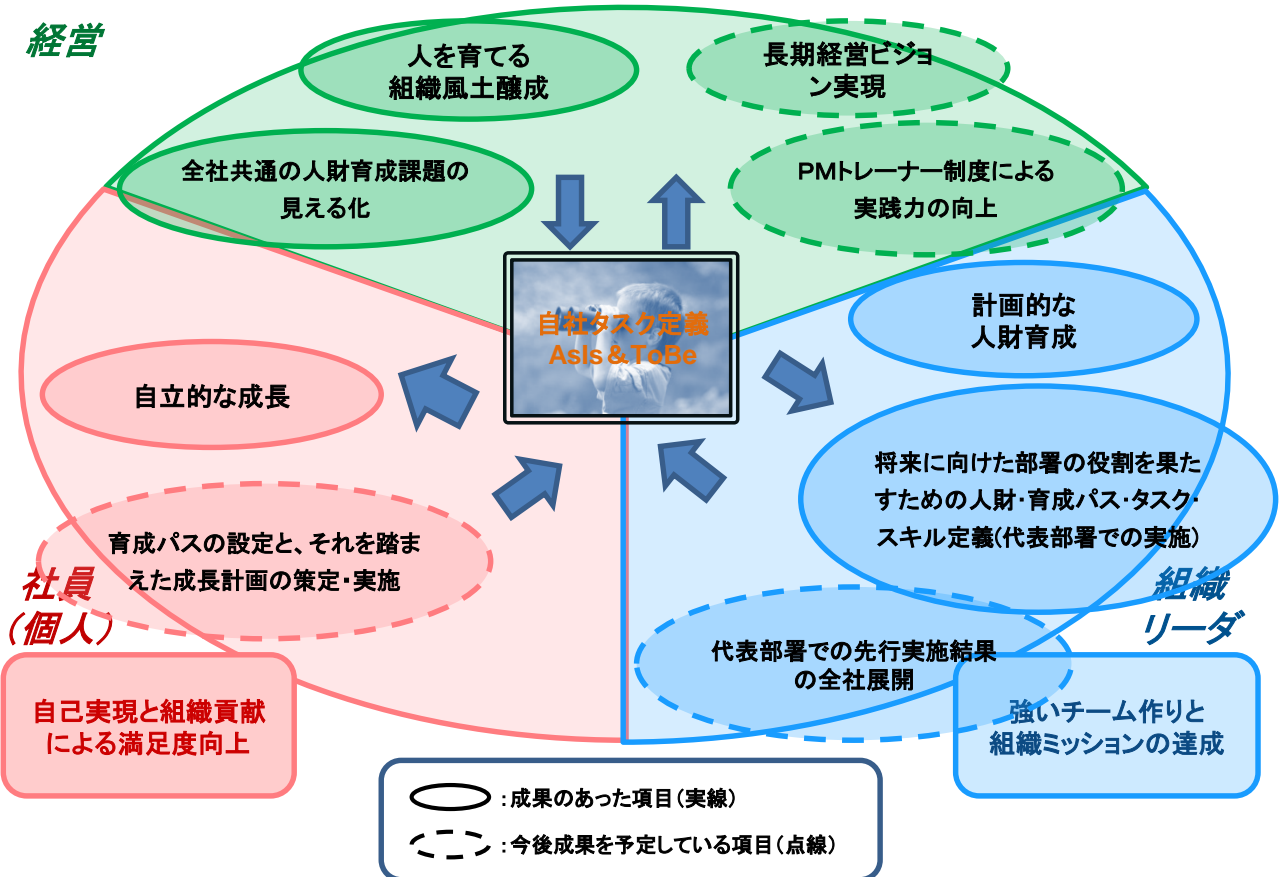 経営
人を育てる
組織風土醸成
長期経営ビジョ
ン実現
全社共通の人財育成課題の
見える化
PMトレーナー制度による
実践力の向上
自社タスク定義
AsIs＆ToBe
計画的な
人財育成
自立的な成長
将来に向けた部署の役割を果た
すための人財・育成パス・タスク・
スキル定義(代表部署での実施)
育成パスの設定と、それを踏ま
えた成長計画の策定・実施
社員
（個人）
組織
リーダ
代表部署での先行実施結果
の全社展開
自己実現と組織貢献
による満足度向上
強いチーム作りと
組織ミッションの達成
：成果のあった項目（実線）
：今後成果を予定している項目（点線）